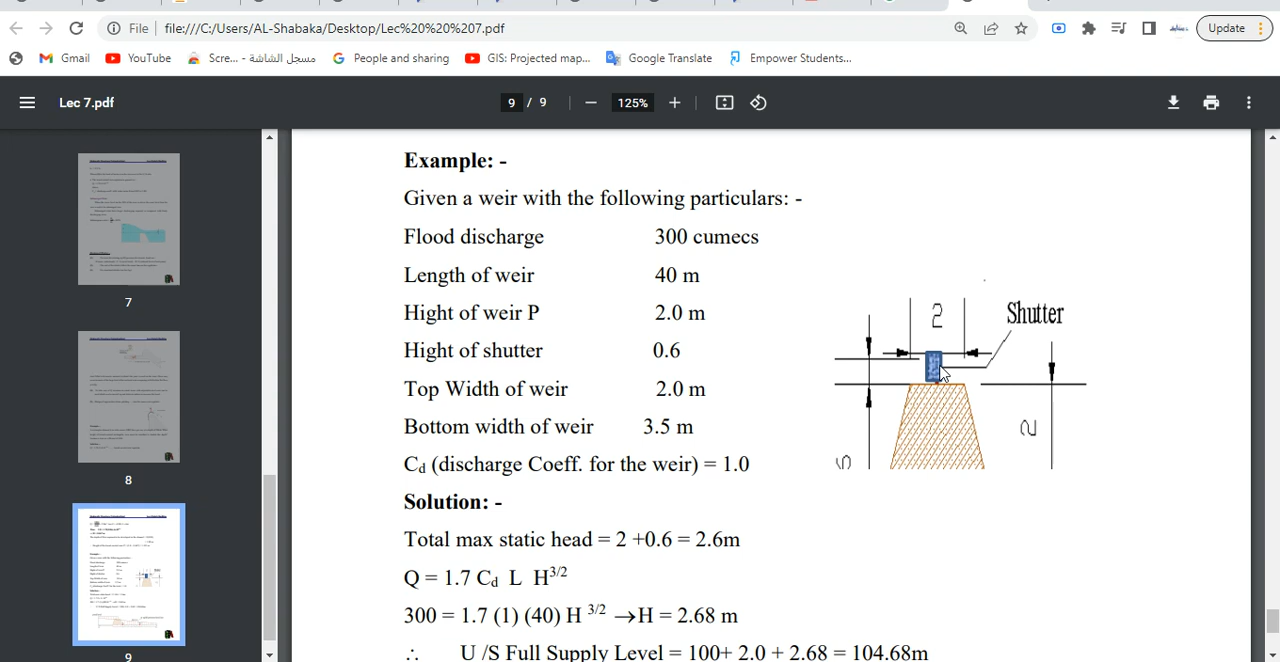 File
file:///C:/Users/AL-Shabaka/Desktop/Lec%20%20%207.pdf
Update
Gmail
YouTube
Scre... - مسجل الشاشة
People and sharing
GIS: Projected map...
Google Translate
Empower Students...
Lec 7.pdf
9 / 9
125%
7
8
9
Example: -
Given a weir with the following particulars: -
Flood discharge 300 cumecs
Length of weir 40 m
Hight of weir P 2.0 m
Hight of shutter 0.6
Top Width of weir 2.0 m
Bottom width of weir 3.5 m
Cd (discharge Coeff. for the weir) = 1.0
2
Shutter
2
Solution: -
Total max static head = 2 +0.6 = 2.6m
Q = 1.7 Cd L H3/2
300 = 1.7 (1) (40) H 3/2 →H = 2.68 m
∴ U /S Full Supply Level = 100+ 2.0 + 2.68 = 104.68m